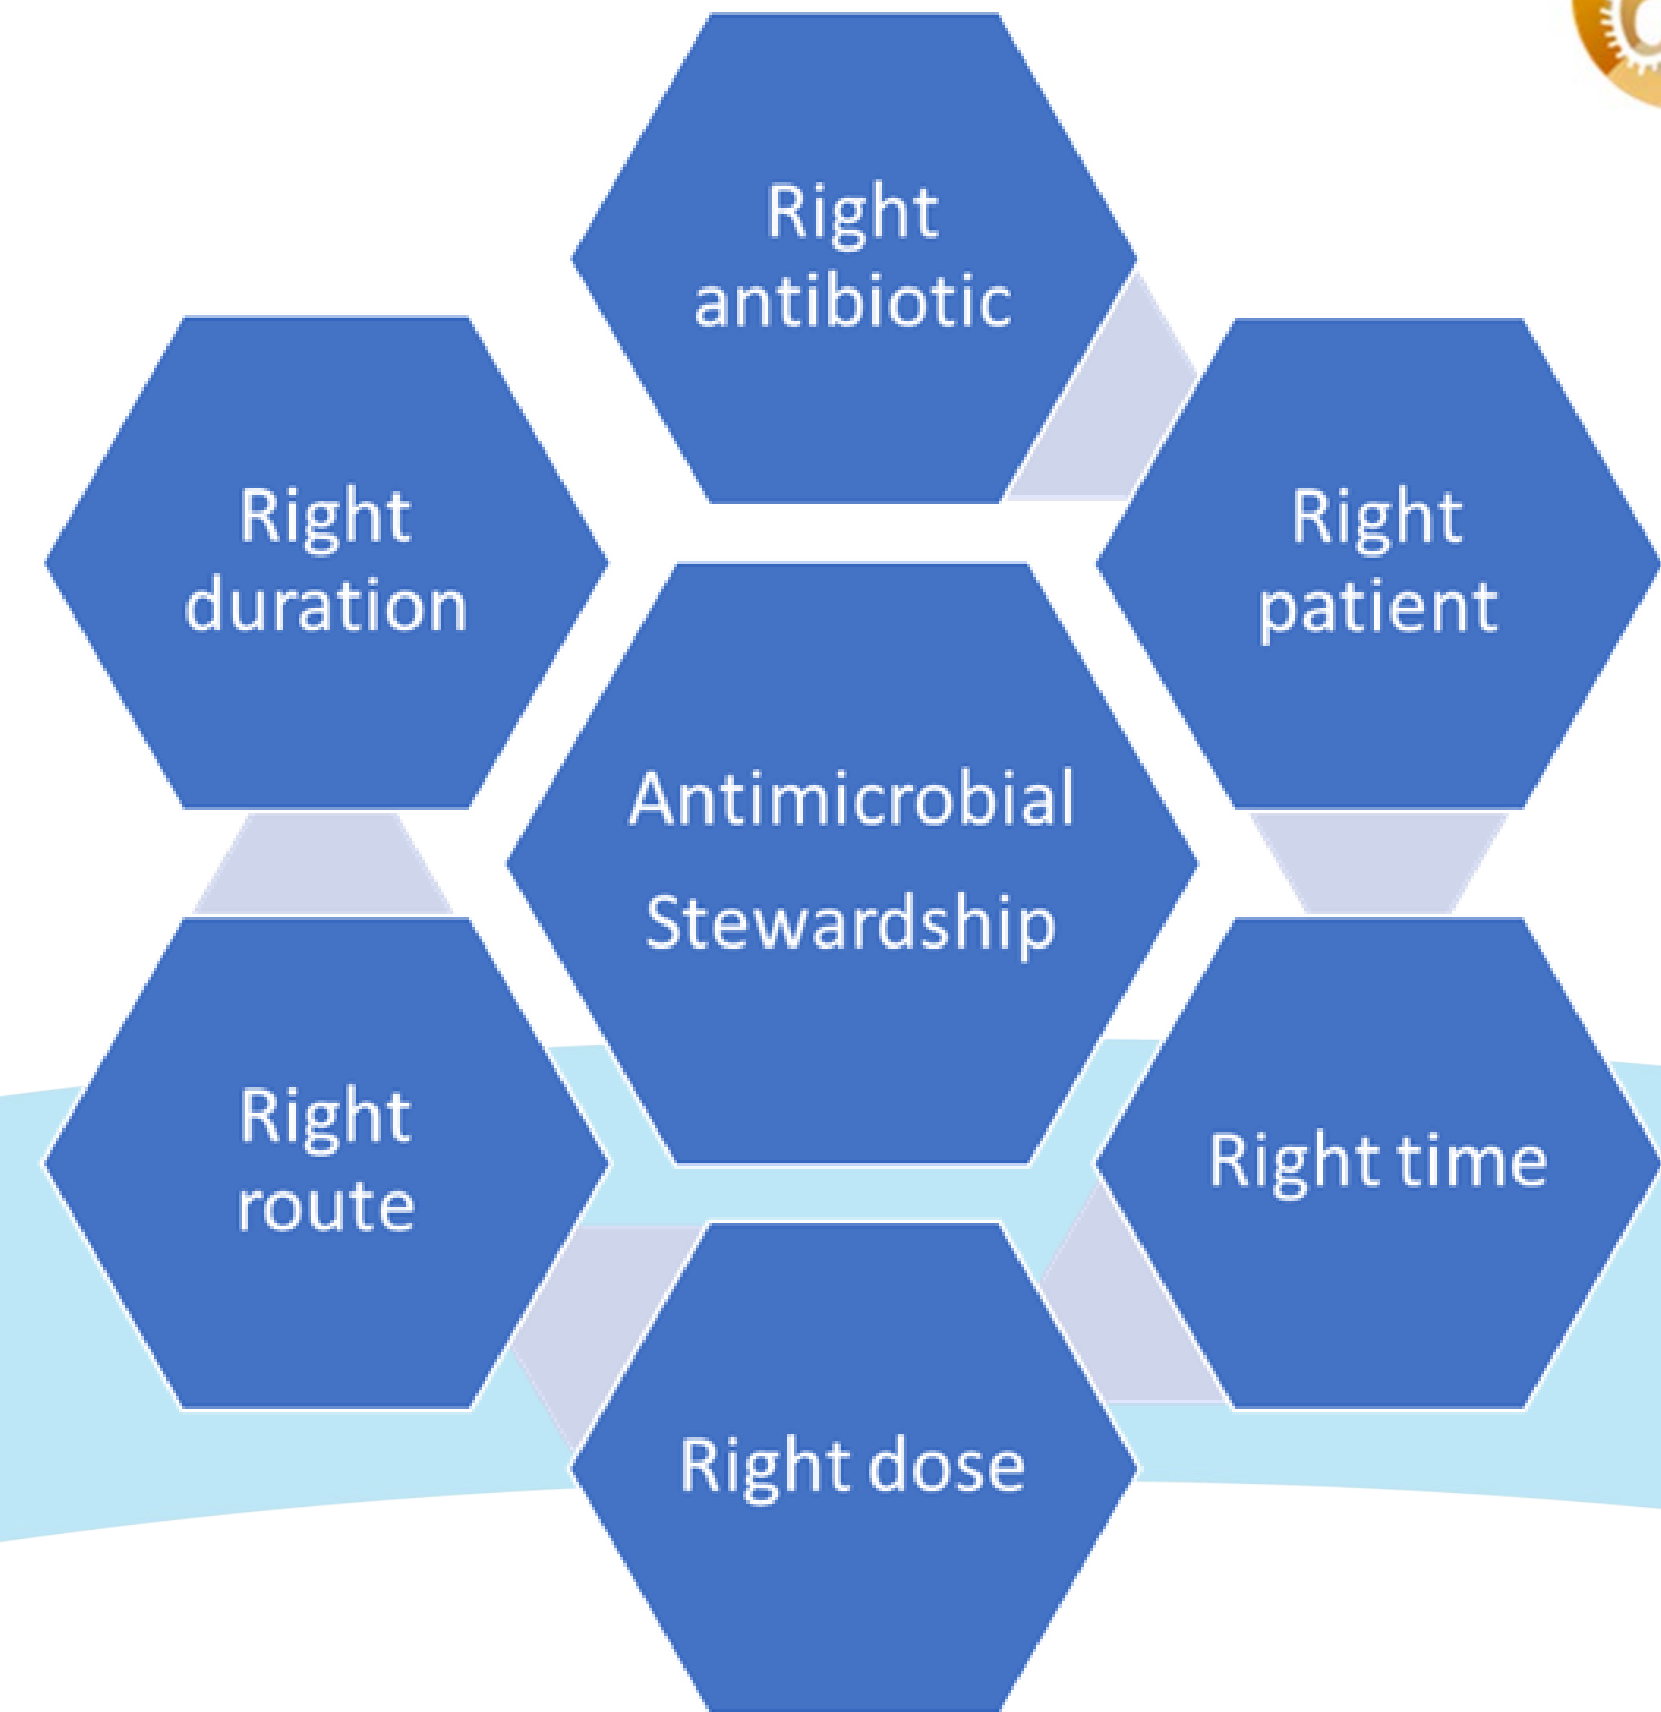 Right
antibiotic
Right
patient
Right time
Right dose
Right
route
Right
duration
Antimicrobial
Stewardship